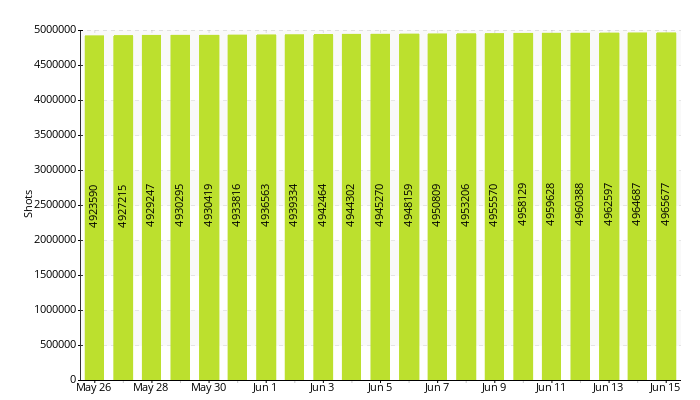 5000000
4500000
4000000
3500000
3000000
2500000
2000000
1500000
1000000
500000
0
Shots
4923590
4927215
4929247
4930295
4930419
4933816
4936563
4939334
4942464
4944302
4945270
4948159
4950809
4953206
4955570
4958129
4959628
4960388
4962597
4964687
4965677
May 26
May 28
May 30
Jun 1
Jun 3
Jun 5
Jun 7
Jun 9
Jun 11
Jun 13
Jun 15